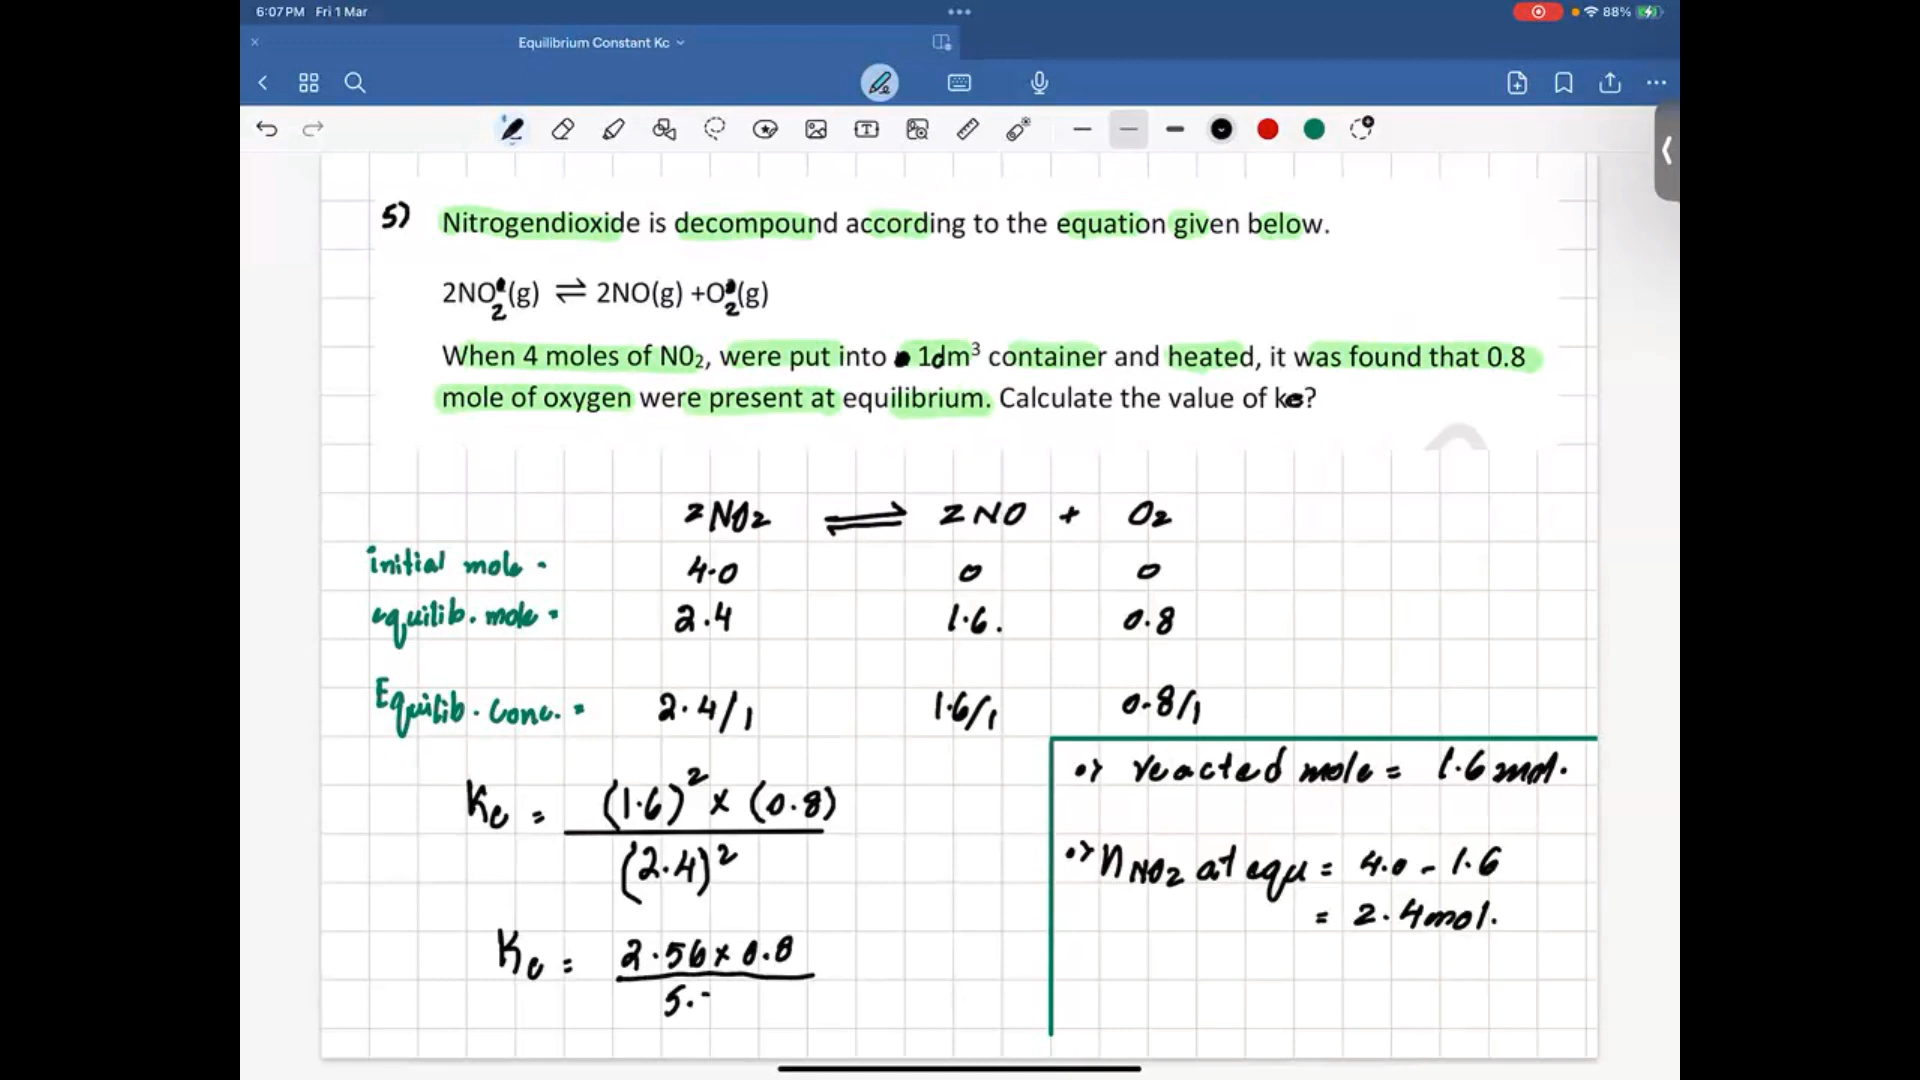 6:07 PM Fri 1 Mar
88%
Equilibrium Constant Kc
5) Nitrogendioxide is decompound according to the equation given below.
2NO2(g) ⇌ 2NO(g) +O2(g)
When 4 moles of N0₂, were put into 1dm³ container and heated, it was found that 0.8
mole of oxygen were present at equilibrium. Calculate the value of kc?
2NO2 ⇌ 2NO + O2
initial mole - 4.0 0 0
equilib. mole = 2.4 1.6. 0.8
Equilib. Conc. = 2.4/1 1.6/1 0.8/1
Kc = (1.6)² × (0.8)
(2.4)²
Kc = 2.56 × 0.8
5.
reacted mole = 1.6 mol.
nNO2 at equ = 4.0 - 1.6
= 2.4 mol.